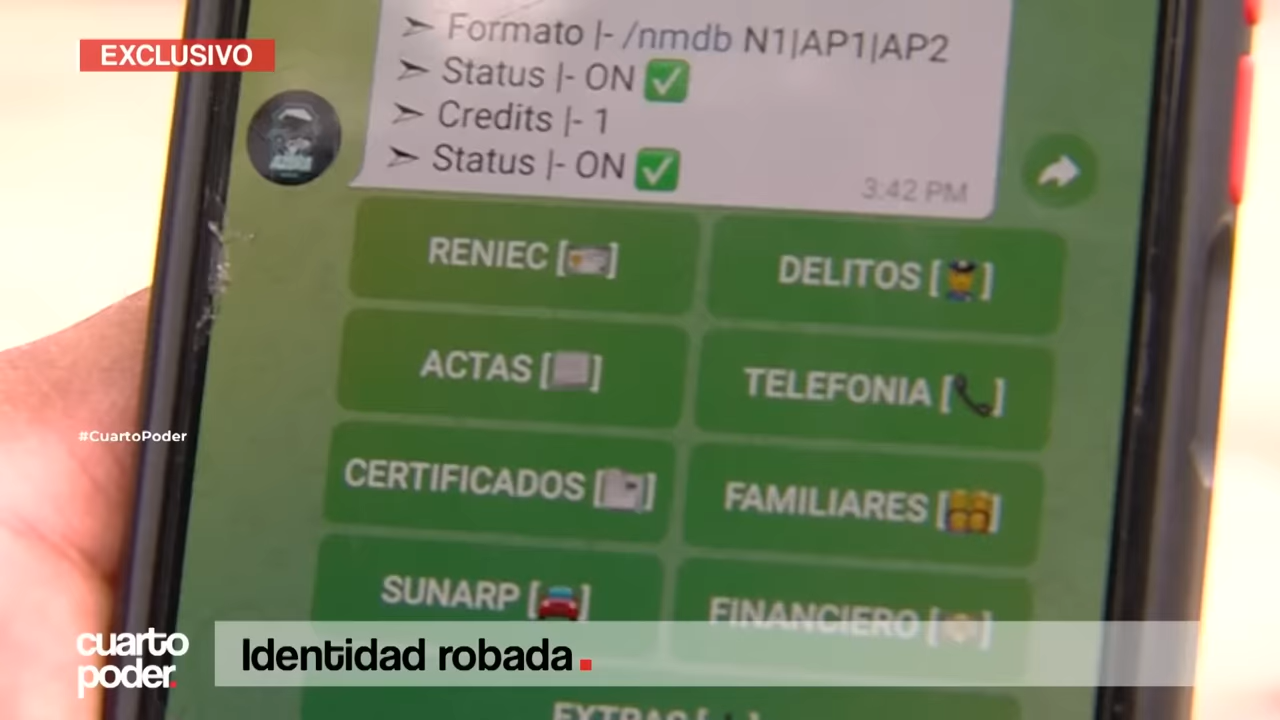 EXCLUSIVO
➢ Formato |- /nmdb N1|AP1|AP2
➢ Status |- ON ✅
➢ Credits |- 1
➢ Status |- ON ✅
3:42 PM
RENIEC [🪪]
DELITOS [👮]
ACTAS []
TELEFONIA [📞]
#CuartoPoder
CERTIFICADOS []
FAMILIARES []
SUNARP [🚘]
FINANCIERO []
cuarto
poder.
Identidad robada.
EXTRAS